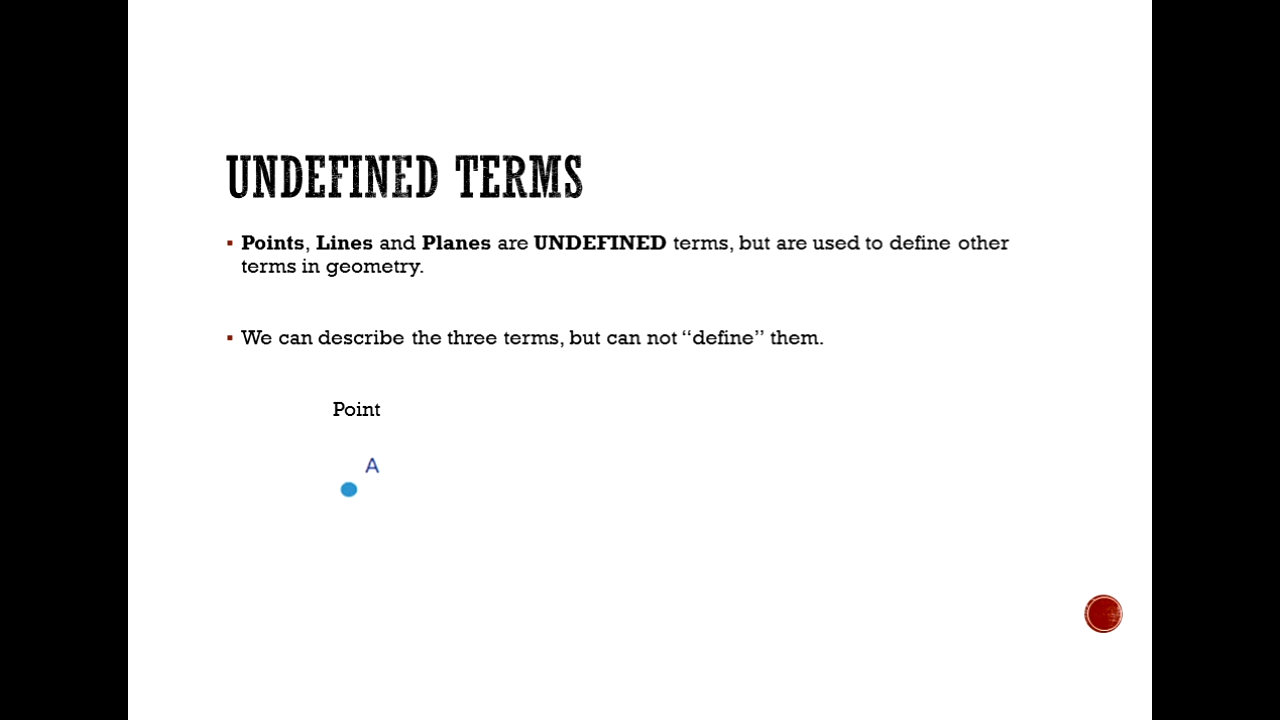 UNDEFINED TERMS
▪ Points, Lines and Planes are UNDEFINED terms, but are used to define other
terms in geometry.
▪ We can describe the three terms, but can not “define” them.
Point
A